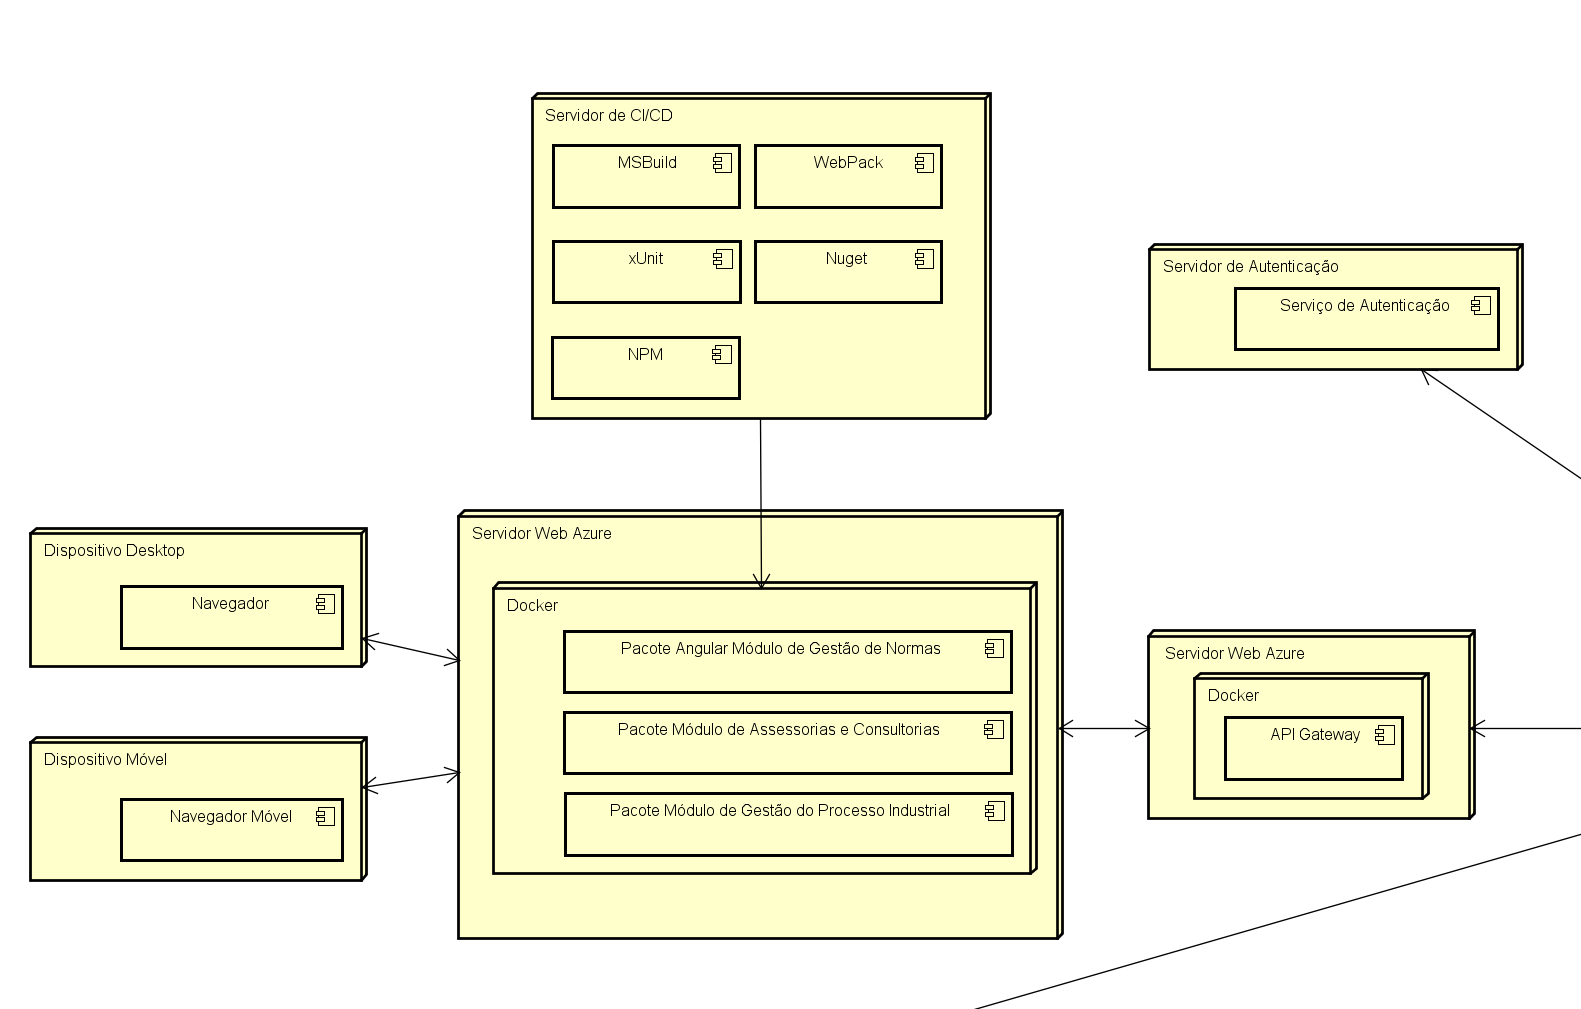 Servidor de CI/CD
MSBuild
WebPack
xUnit
Nuget
NPM
Servidor de Autenticação
Serviço de Autenticação
Dispositivo Desktop
Navegador
Dispositivo Móvel
Navegador Móvel
Servidor Web Azure
Docker
Pacote Angular Módulo de Gestão de Normas
Pacote Módulo de Assessorias e Consultorias
Pacote Módulo de Gestão do Processo Industrial
Servidor Web Azure
Docker
API Gateway